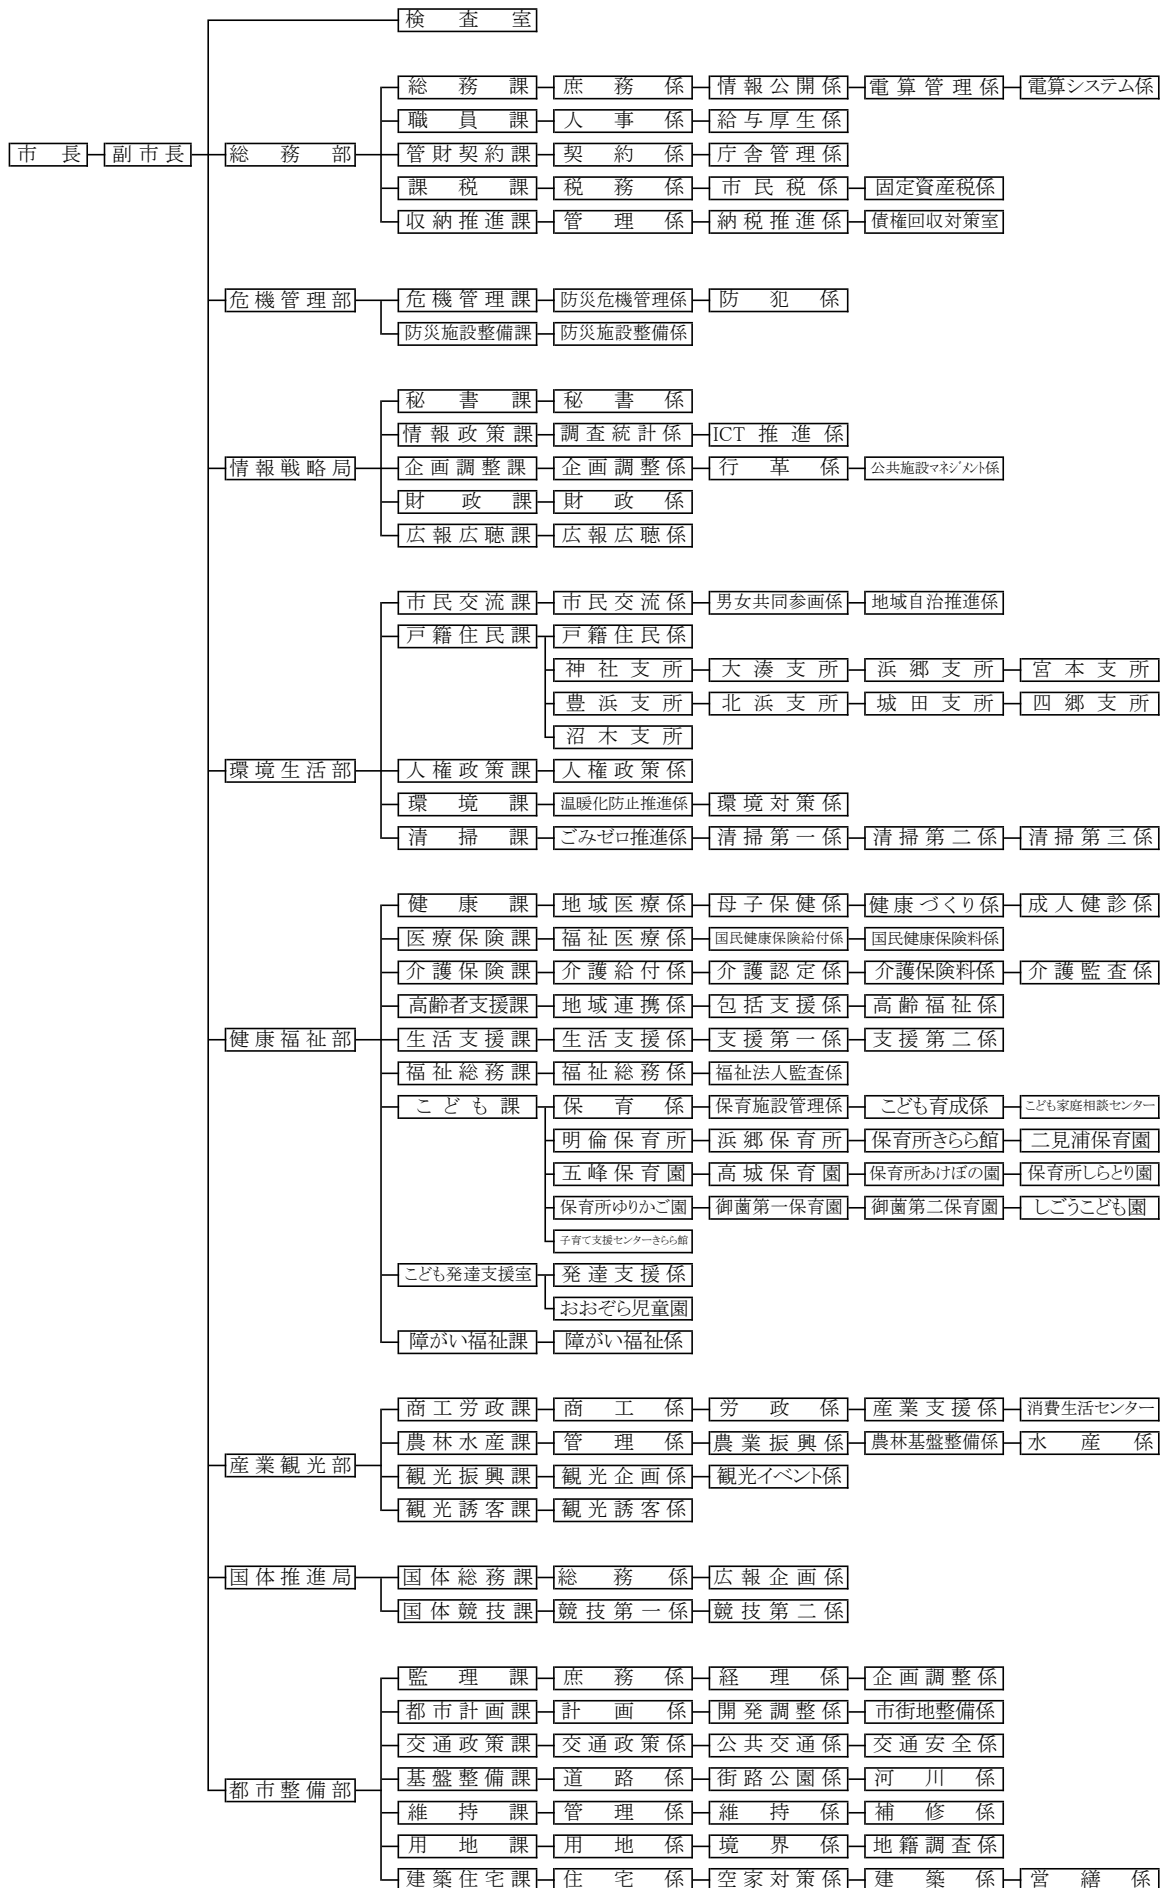 検査室
総務課 庶務係 情報公開係 電算管理係 電算システム係
職員課 人事係 給与厚生係
市長 副市長 総務部 管財契約課 契約係 庁舎管理係
課税課 税務係 市民税係 固定資産税係
収納推進課 管理係 納税推進係 債権回収対策室
危機管理部 危機管理課 防災危機管理係 防犯係
防災施設整備課 防災施設整備係
秘書課 秘書係
情報政策課 調査統計係 ICT推進係
情報戦略局 企画調整課 企画調整係 行革係 公共施設マネジメント係
財政課 財政係
広報広聴課 広報広聴係
市民交流課 市民交流係 男女共同参画係 地域自治推進係
戸籍住民課 戸籍住民係
神社支所 大湊支所 浜郷支所 宮本支所
豊浜支所 北浜支所 城田支所 四郷支所
沼木支所
環境生活部 人権政策課 人権政策係
環境課 温暖化防止推進係 環境対策係
清掃課 ごみゼロ推進係 清掃第一係 清掃第二係 清掃第三係
健康課 地域医療係 母子保健係 健康づくり係 成人健診係
医療保険課 福祉医療係 国民健康保険給付係 国民健康保険料係
介護保険課 介護給付係 介護認定係 介護保険料係 介護監査係
高齢者支援課 地域連携係 包括支援係 高齢福祉係
健康福祉部 生活支援課 生活支援係 支援第一係 支援第二係
福祉総務課 福祉総務係 福祉法人監査係
こども課 保育係 保育施設管理係 こども育成係 こども家庭相談センター
明倫保育所 浜郷保育所 保育所きらら館 二見浦保育園
五峰保育園 高城保育園 保育所あけぼの園 保育所しらとり園
保育所ゆりかご園 御薗第一保育園 御薗第二保育園 しごうこども園
子育て支援センターきらら館
こども発達支援室 発達支援係
おおぞら児童園
障がい福祉課 障がい福祉係
商工労政課 商工係 労政係 産業支援係 消費生活センター
農林水産課 管理係 農業振興係 農林基盤整備係 水産係
産業観光部 観光振興課 観光企画係 観光イベント係
観光誘客課 観光誘客係
国体推進局 国体総務課 総務係 広報企画係
国体競技課 競技第一係 競技第二係
監理課 庶務係 経理係 企画調整係
都市計画課 計画係 開発調整係 市街地整備係
交通政策課 交通政策係 公共交通係 交通安全係
都市整備部 基盤整備課 道路係 街路公園係 河川係
維持課 管理係 維持係 補修係
用地課 用地係 境界係 地籍調査係
建築住宅課 住宅係 空家対策係 建築係 営繕係